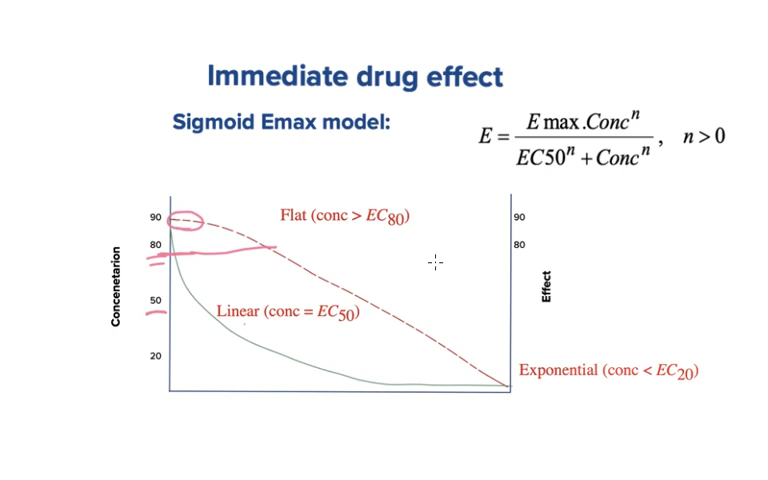 Immediate drug effect
Sigmoid Emax model:
E = Emax.Conc^n / EC50^n + Conc^n , n > 0
90
80
50
20
Concenetarion
Flat (conc > EC80)
Linear (conc = EC50)
90
80
Effect
Exponential (conc < EC20)